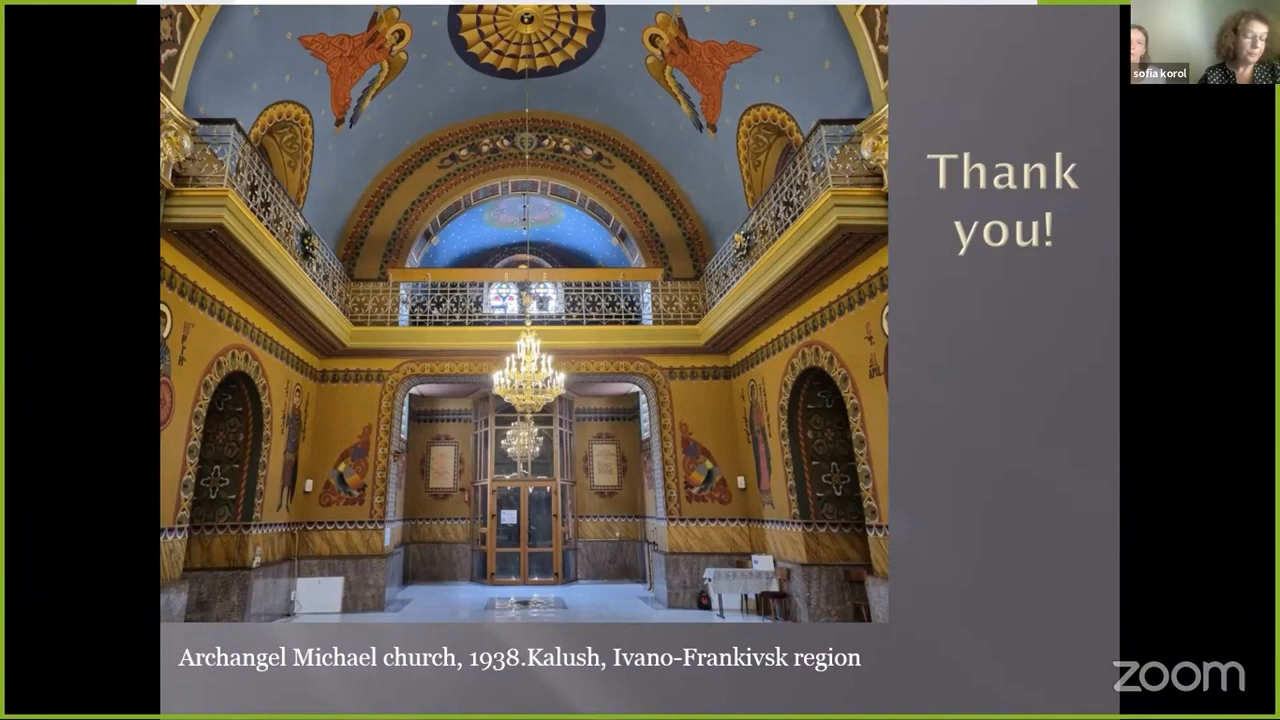 sofia korol
Thank
you!
Archangel Michael church, 1938.Kalush, Ivano-Frankivsk region
zoom